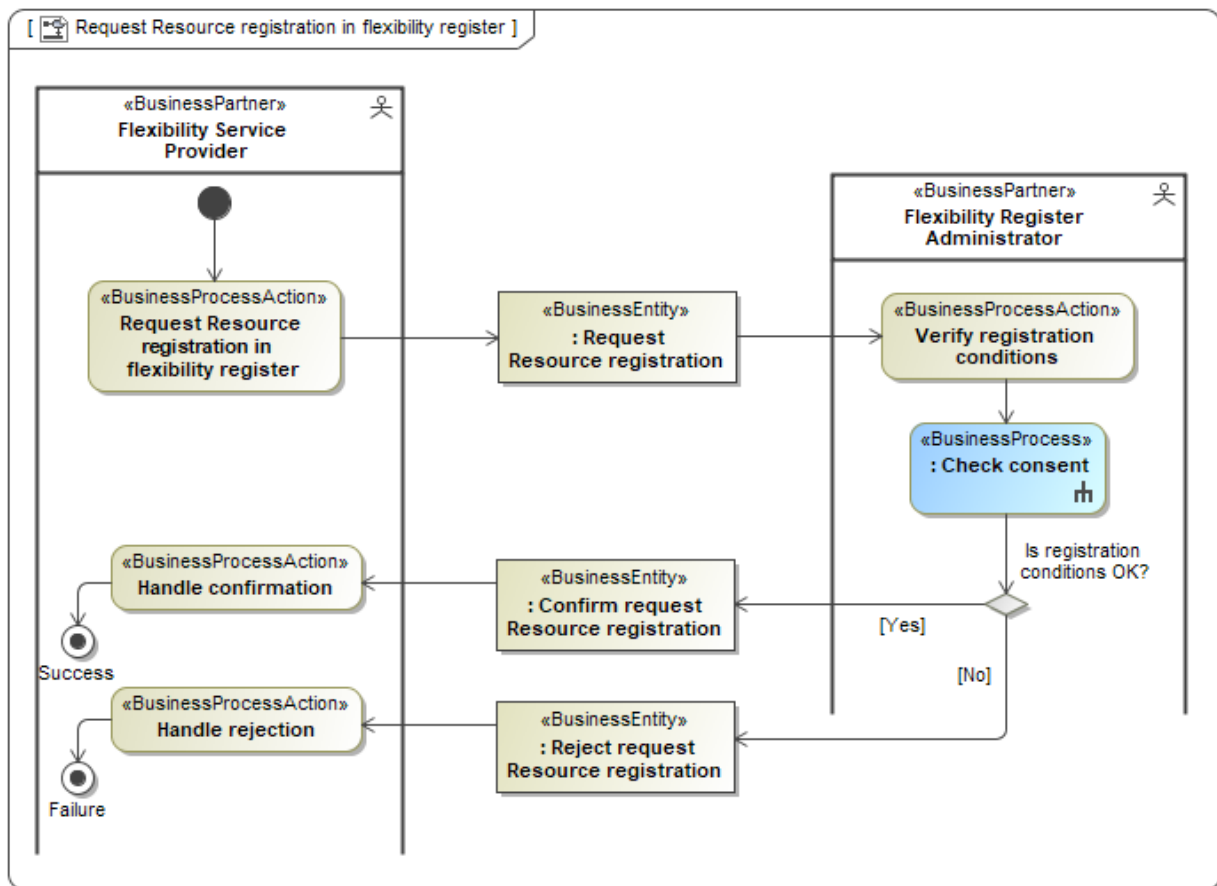 [ Request Resource registration in flexibility register ]
«BusinessPartner»
Flexibility Service
Provider
«BusinessPartner»
Flexibility Register
Administrator
«BusinessProcessAction»
Request Resource
registration in
flexibility register
«BusinessEntity»
: Request
Resource registration
«BusinessProcessAction»
Verify registration
conditions
«BusinessProcess»
: Check consent
Is registration
conditions OK?
[Yes]
[No]
«BusinessEntity»
: Confirm request
Resource registration
«BusinessProcessAction»
Handle confirmation
Success
«BusinessEntity»
: Reject request
Resource registration
«BusinessProcessAction»
Handle rejection
Failure